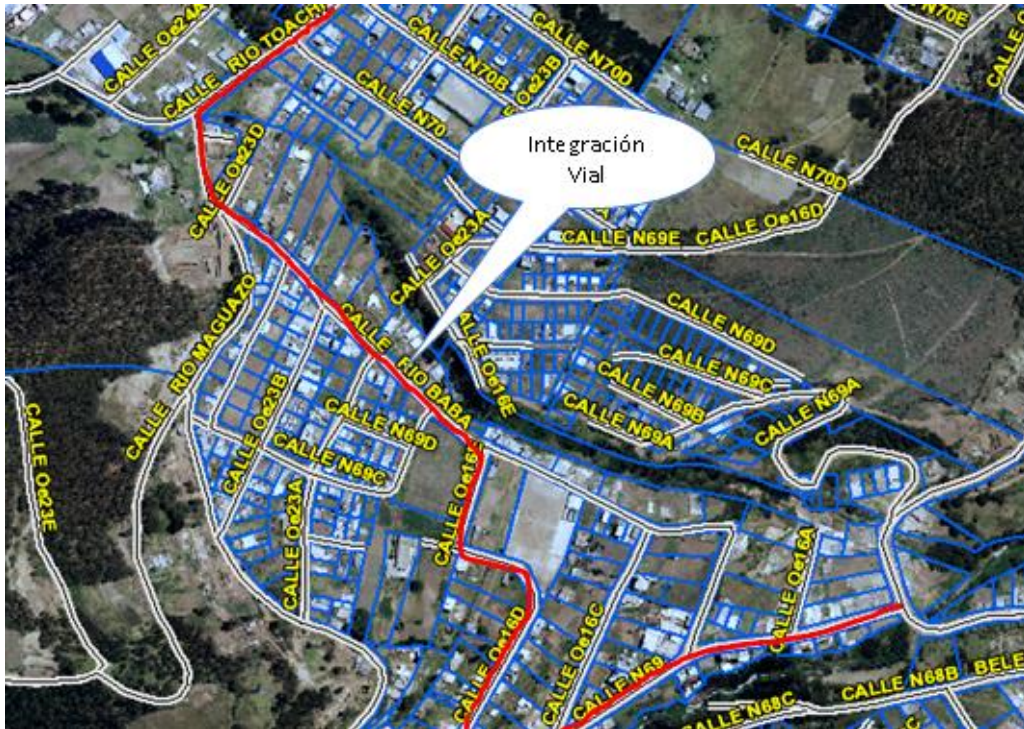 CALLE Oe24A
CALLE RIO TOACHI
CALLE N70B
CALLE N70D
CALLE N70
Oe23B
N70E
Integración
Vial
CALLE Oe23D
CALLE N70D
CALLE Oe23A
CALLE N69E
CALLE Oe16D
CALLE RIO MAGUAZO
CALLE RIO BABA
ALLE Oe16E
CALLE N69D
CALLE N69C
CALLE N69B
CALLE N69A
CALLE N69A
CALLE Oe23E
CALLE Oe23B
CALLE N69D
CALLE N69C
CALLE Oe23A
CALLE Oe16
CALLE Oe16A
CALLE Oe16C
CALLE Oe16D
CALLE N69
CALLE N68B
BELE
CALLE N68C